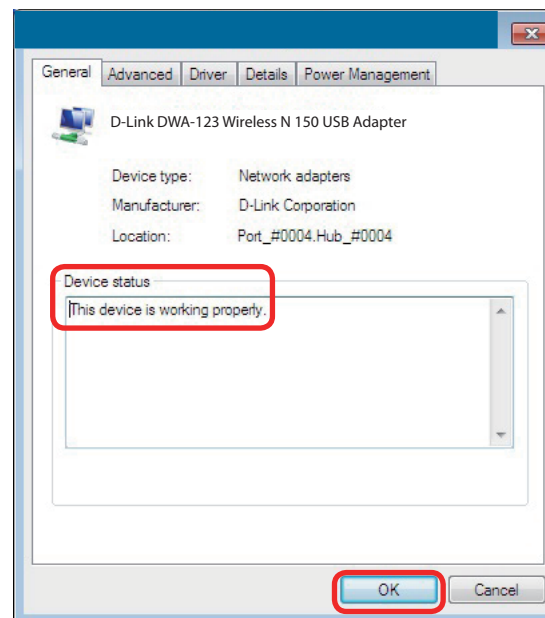 General Advanced Driver Details Power Management
D-Link DWA-123 Wireless N 150 USB Adapter
Device type: Network adapters
Manufacturer: D-Link Corporation
Location: Port_#0004.Hub_#0004
Device status
This device is working properly.
OK Cancel